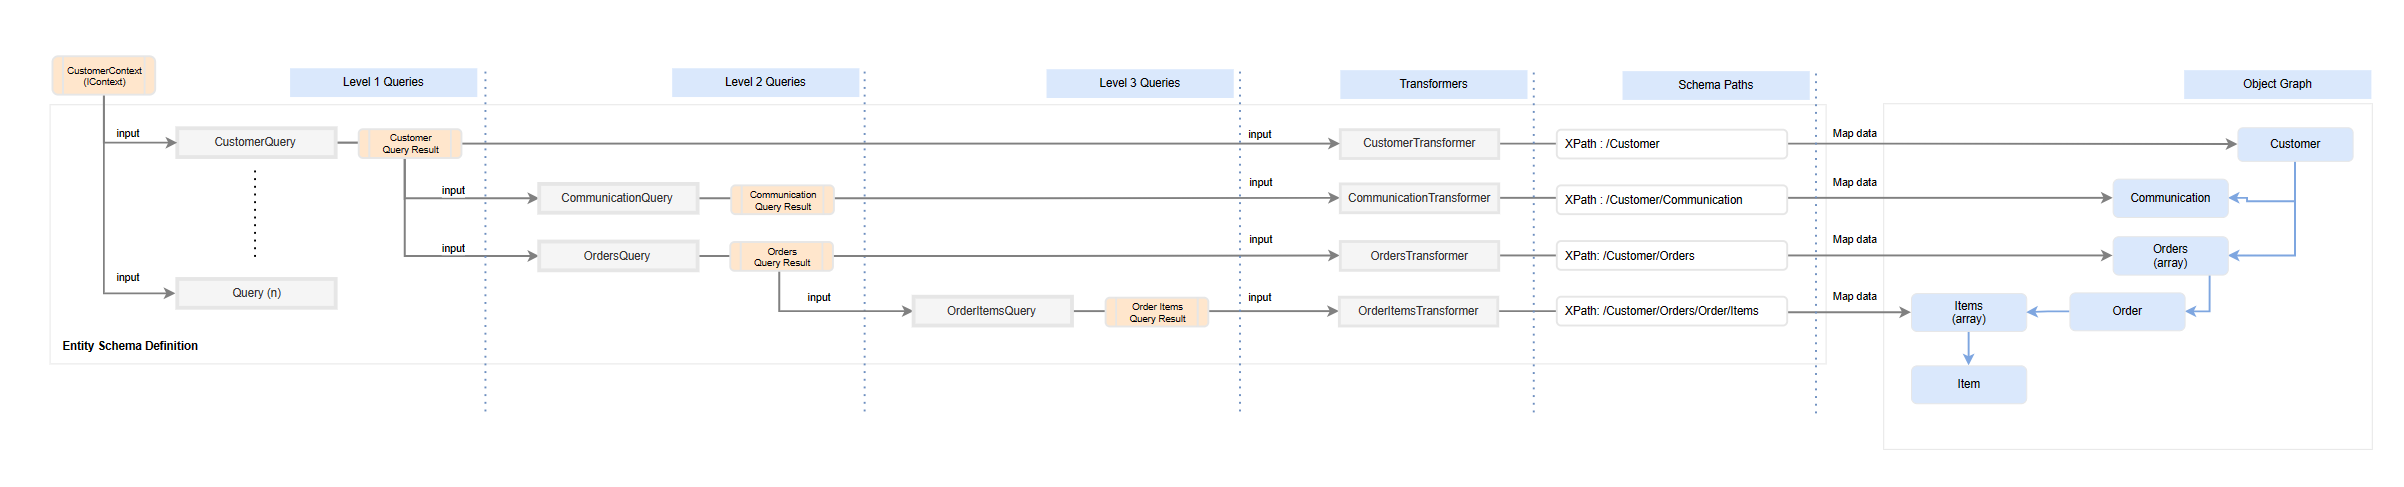 CustomerContext
(IContext)
Level 1 Queries
Level 2 Queries
Level 3 Queries
Transformers
Schema Paths
Object Graph
input
CustomerQuery
Customer
Query Result
input
CustomerTransformer
XPath : /Customer
Map data
Customer
input
CommunicationQuery
Communication
Query Result
input
CommunicationTransformer
XPath : /Customer/Communication
Map data
Communication
input
OrdersQuery
Orders
Query Result
input
OrdersTransformer
XPath: /Customer/Orders
Map data
Orders
(array)
input
Query (n)
input
OrderItemsQuery
Order Items
Query Result
input
OrderItemsTransformer
XPath: /Customer/Orders/Order/Items
Map data
Items
(array)
Order
Entity Schema Definition
Item